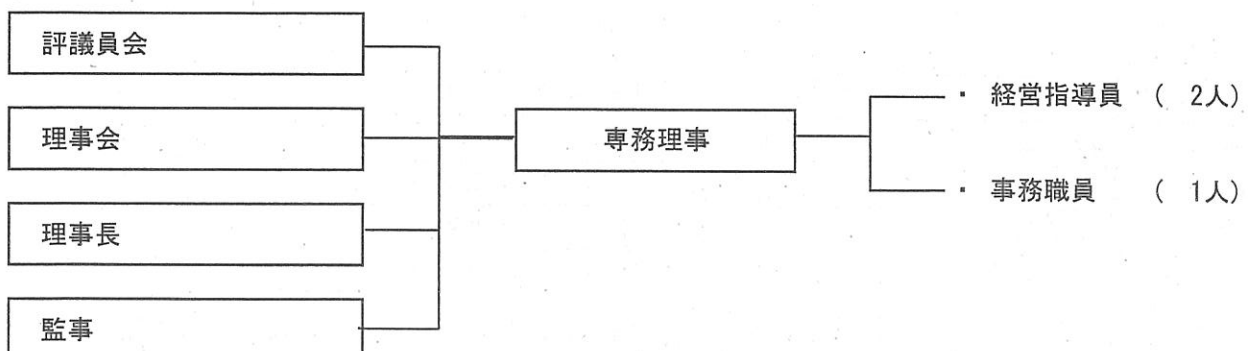 評議員会
理事会
理事長
監事
専務理事
・ 経営指導員 ( 2人)
・ 事務職員 ( 1人)